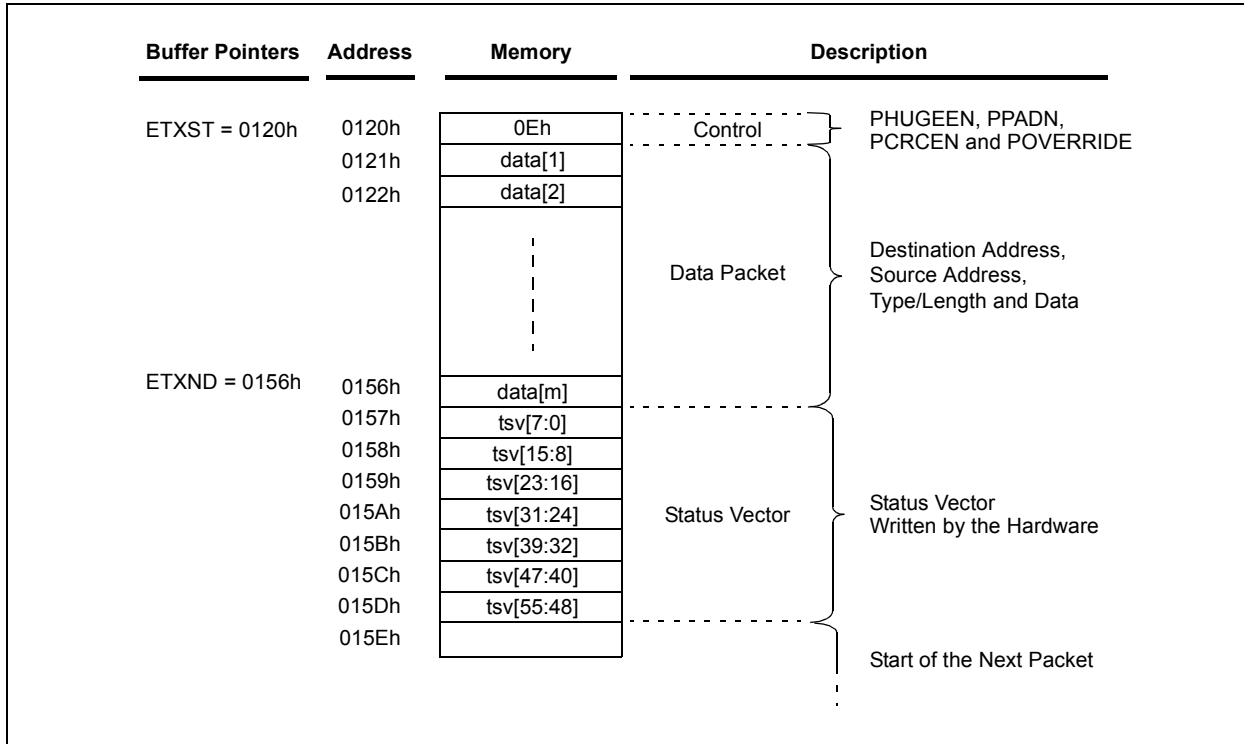 Buffer Pointers Address Memory Description
ETXST = 0120h 0120h 0Eh Control PHUGEEN, PPADN,
PCRCEN and POVERRIDE
0121h data[1]
0122h data[2]
Data Packet Destination Address,
Source Address,
Type/Length and Data
ETXND = 0156h 0156h data[m]
0157h tsv[7:0]
0158h tsv[15:8]
0159h tsv[23:16]
015Ah tsv[31:24] Status Vector Status Vector
Written by the Hardware
015Bh tsv[39:32]
015Ch tsv[47:40]
015Dh tsv[55:48]
015Eh
Start of the Next Packet